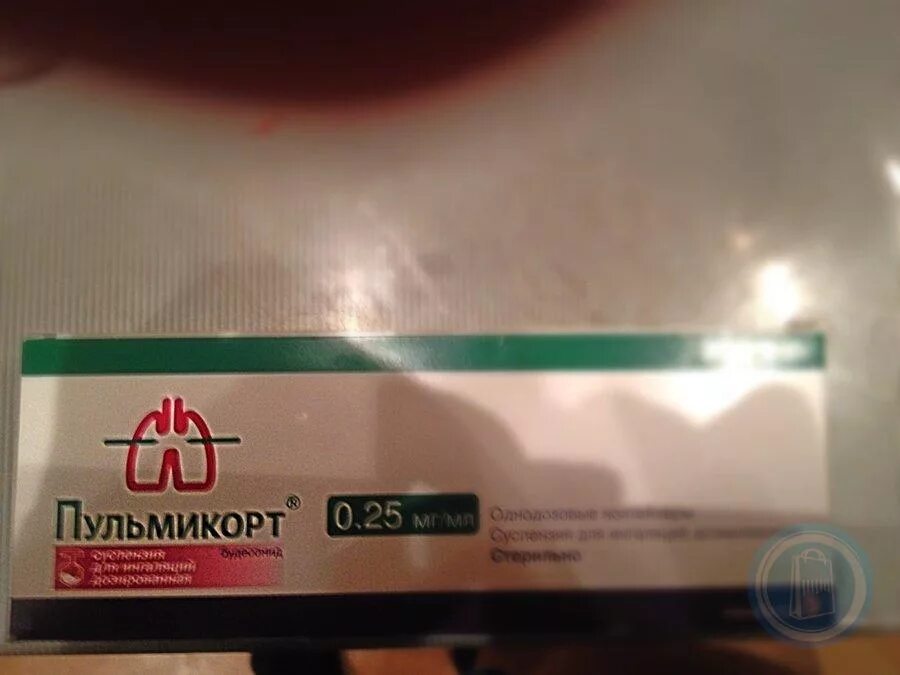 Пульмикорт®
будесонид
суспензия
для ингаляций
дозированная
0.25 мг/мл
Однодозовые контейнеры
Суспензия для ингаляций
Стерильно